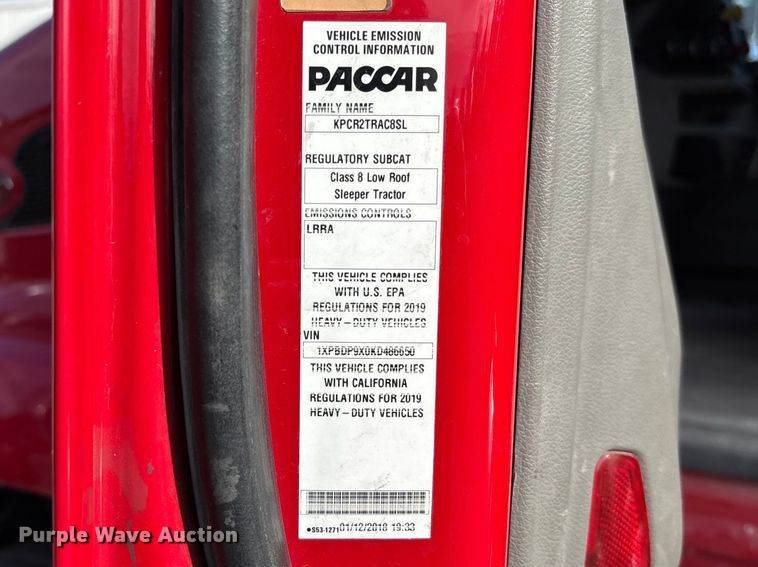 VEHICLE EMISSION
CONTROL INFORMATION
PACCAR
FAMILY NAME
KPCR2TRAC8SL
REGULATORY SUBCAT
Class 8 Low Roof
Sleeper Tractor
EMISSIONS CONTROLS
LRRA
THIS VEHICLE COMPLIES
WITH U.S. EPA
REGULATIONS FOR 2019
HEAVY-DUTY VEHICLES
VIN
1XPBDP9X0KD486650
THIS VEHICLE COMPLIES
WITH CALIFORNIA
REGULATIONS FOR 2019
HEAVY-DUTY VEHICLES
S53-1271 01/12/2018 19:33
Purple Wave Auction